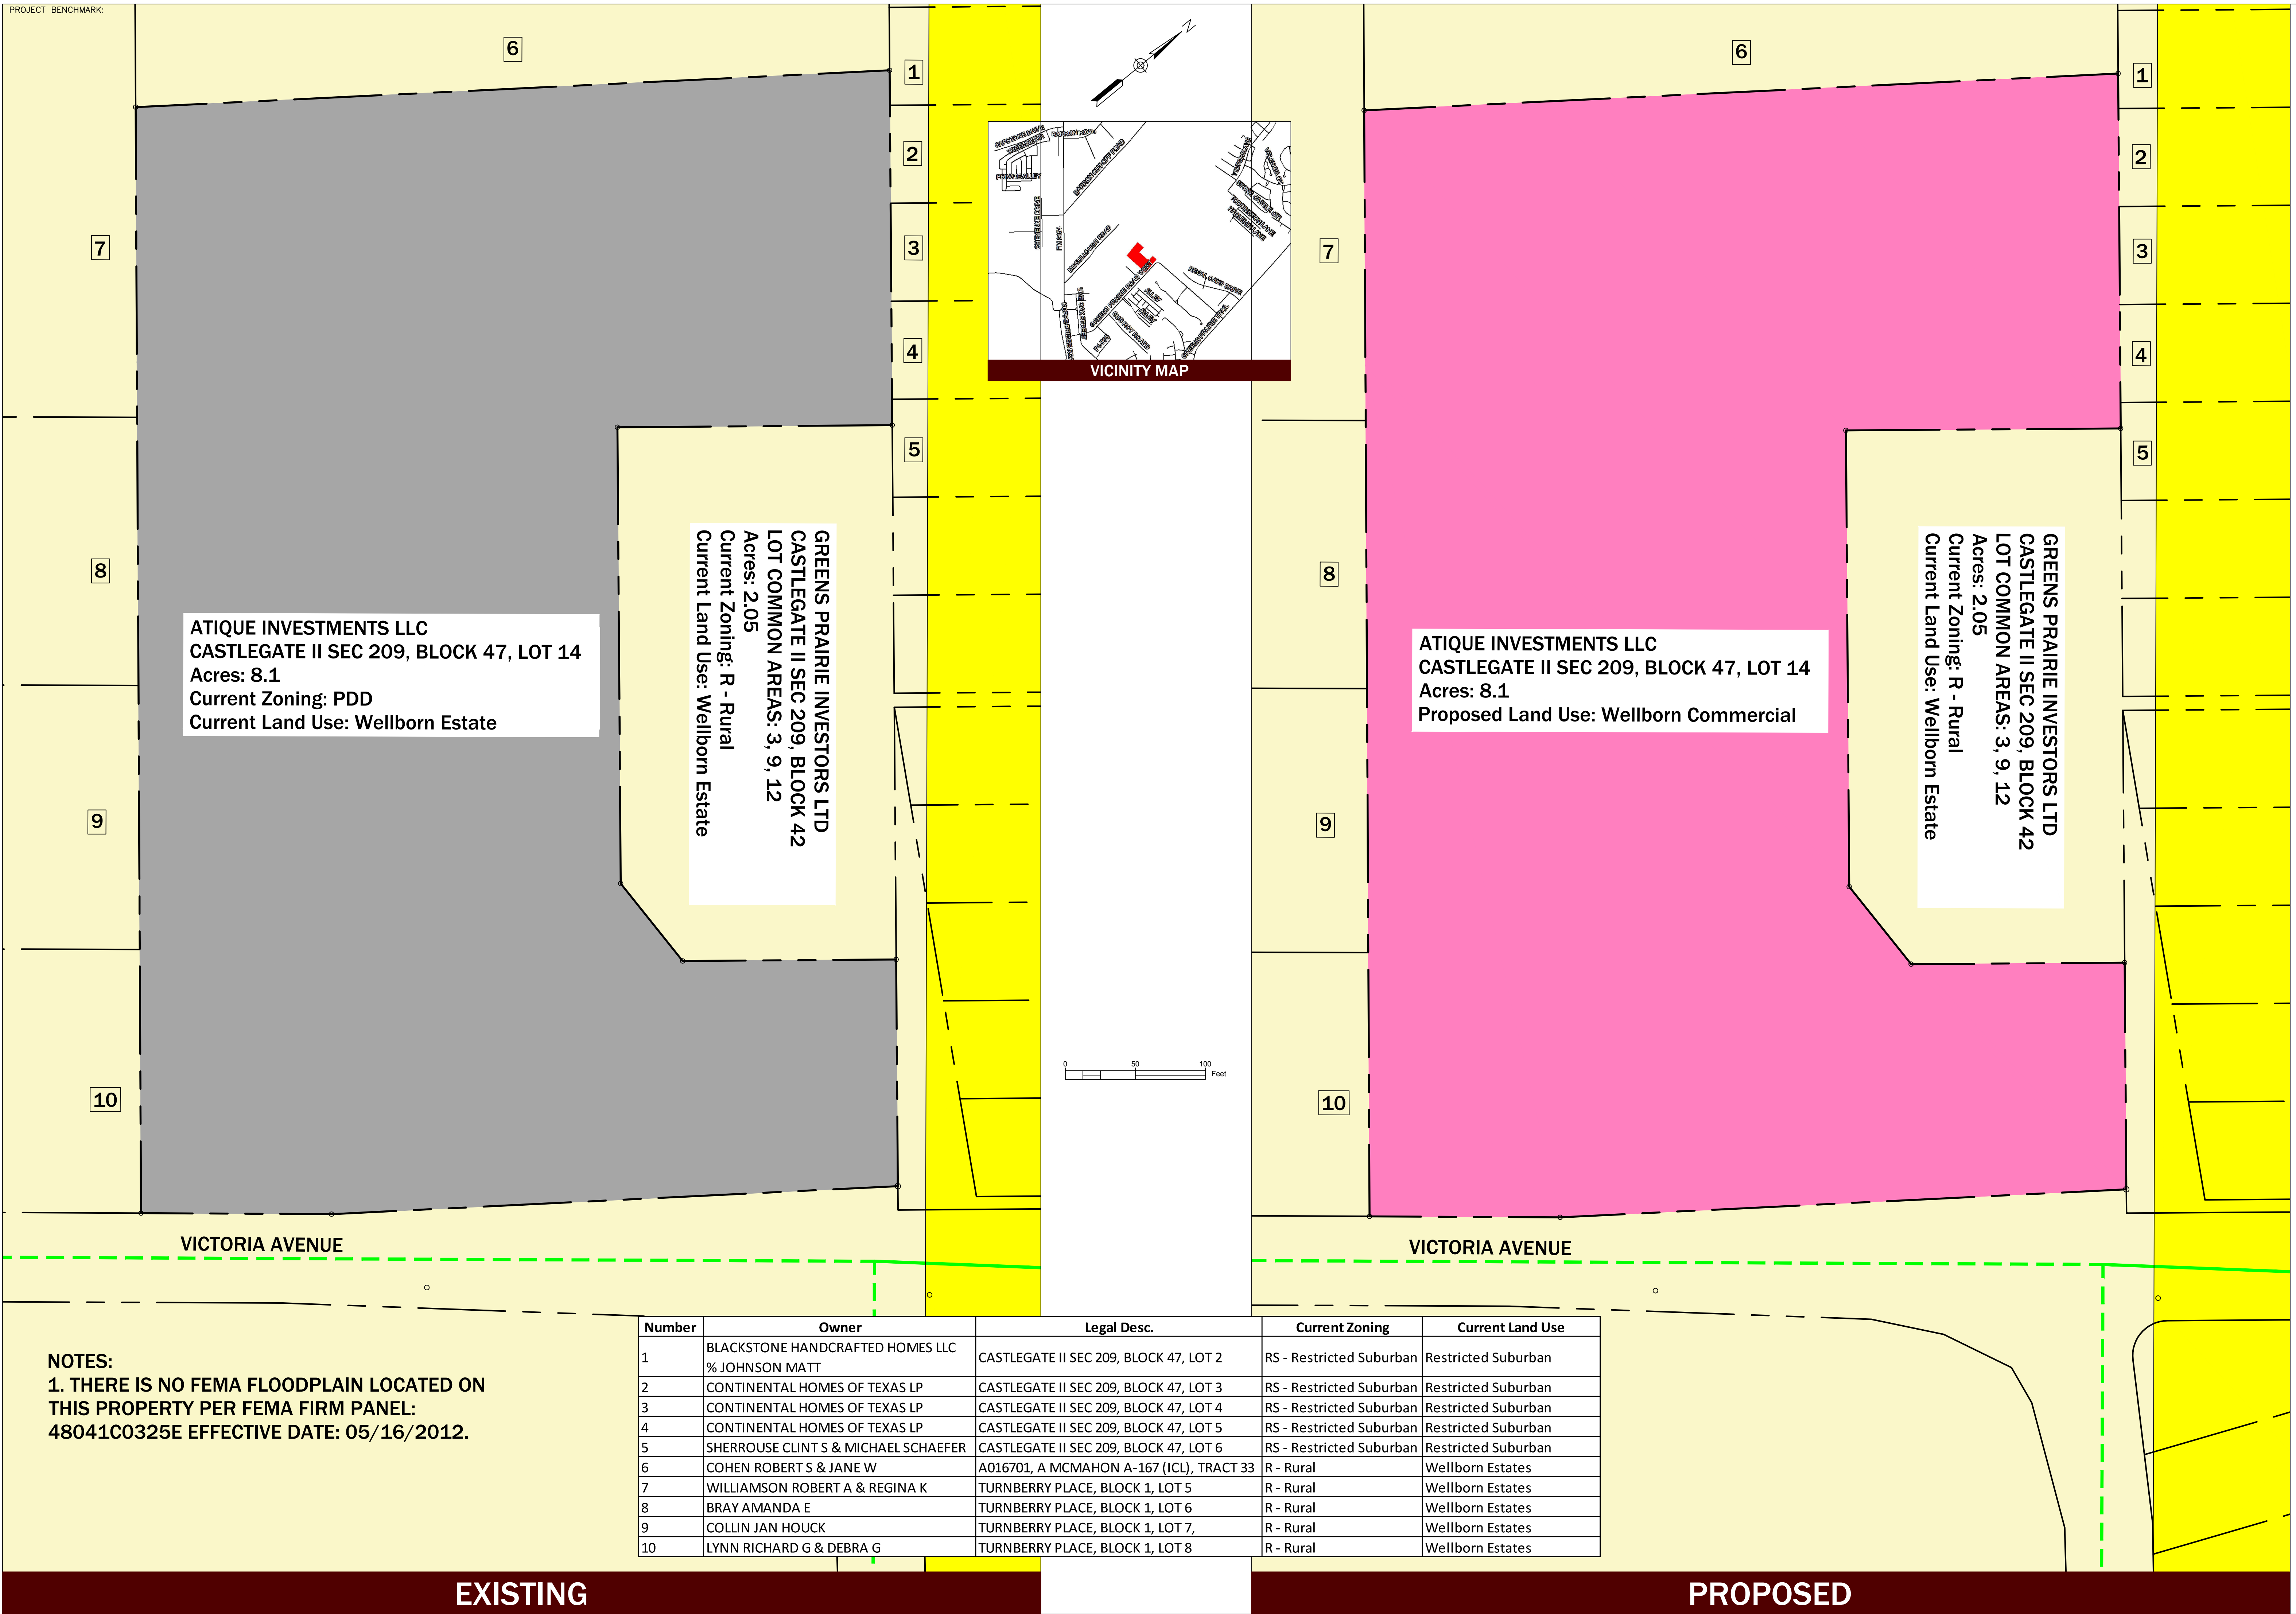 PROJECT BENCHMARK:
6
1
2
3
4
5
7
8
9
10
ATIQUE INVESTMENTS LLC
CASTLEGATE II SEC 209, BLOCK 47, LOT 14
Acres: 8.1
Current Zoning: PDD
Current Land Use: Wellborn Estate
GREENS PRAIRIE INVESTORS LTD
CASTLEGATE II SEC 209, BLOCK 42
LOT COMMON AREAS: 3, 9, 12
Acres: 2.05
Current Zoning: R - Rural
Current Land Use: Wellborn Estate
VICTORIA AVENUE
N
BARRON CUT-OFF ROAD
MCCULLOUGH ROAD
GREENS PRAIRIE ROAD WEST
ALLEY
VICINITY MAP
0 50 100
Feet
6
1
2
3
4
5
7
8
9
10
ATIQUE INVESTMENTS LLC
CASTLEGATE II SEC 209, BLOCK 47, LOT 14
Acres: 8.1
Proposed Land Use: Wellborn Commercial
GREENS PRAIRIE INVESTORS LTD
CASTLEGATE II SEC 209, BLOCK 42
LOT COMMON AREAS: 3, 9, 12
Acres: 2.05
Current Zoning: R - Rural
Current Land Use: Wellborn Estate
VICTORIA AVENUE
NOTES:
1. THERE IS NO FEMA FLOODPLAIN LOCATED ON
THIS PROPERTY PER FEMA FIRM PANEL:
48041C0325E EFFECTIVE DATE: 05/16/2012.
Number Owner Legal Desc. Current Zoning Current Land Use
1 BLACKSTONE HANDCRAFTED HOMES LLC % JOHNSON MATT CASTLEGATE II SEC 209, BLOCK 47, LOT 2 RS - Restricted Suburban Restricted Suburban
2 CONTINENTAL HOMES OF TEXAS LP CASTLEGATE II SEC 209, BLOCK 47, LOT 3 RS - Restricted Suburban Restricted Suburban
3 CONTINENTAL HOMES OF TEXAS LP CASTLEGATE II SEC 209, BLOCK 47, LOT 4 RS - Restricted Suburban Restricted Suburban
4 CONTINENTAL HOMES OF TEXAS LP CASTLEGATE II SEC 209, BLOCK 47, LOT 5 RS - Restricted Suburban Restricted Suburban
5 SHERROUSE CLINT S & MICHAEL SCHAEFER CASTLEGATE II SEC 209, BLOCK 47, LOT 6 RS - Restricted Suburban Restricted Suburban
6 COHEN ROBERT S & JANE W A016701, A MCMAHON A-167 (ICL), TRACT 33 R - Rural Wellborn Estates
7 WILLIAMSON ROBERT A & REGINA K TURNBERRY PLACE, BLOCK 1, LOT 5 R - Rural Wellborn Estates
8 BRAY AMANDA E TURNBERRY PLACE, BLOCK 1, LOT 6 R - Rural Wellborn Estates
9 COLLIN JAN HOUCK TURNBERRY PLACE, BLOCK 1, LOT 7, R - Rural Wellborn Estates
10 LYNN RICHARD G & DEBRA G TURNBERRY PLACE, BLOCK 1, LOT 8 R - Rural Wellborn Estates
EXISTING
PROPOSED